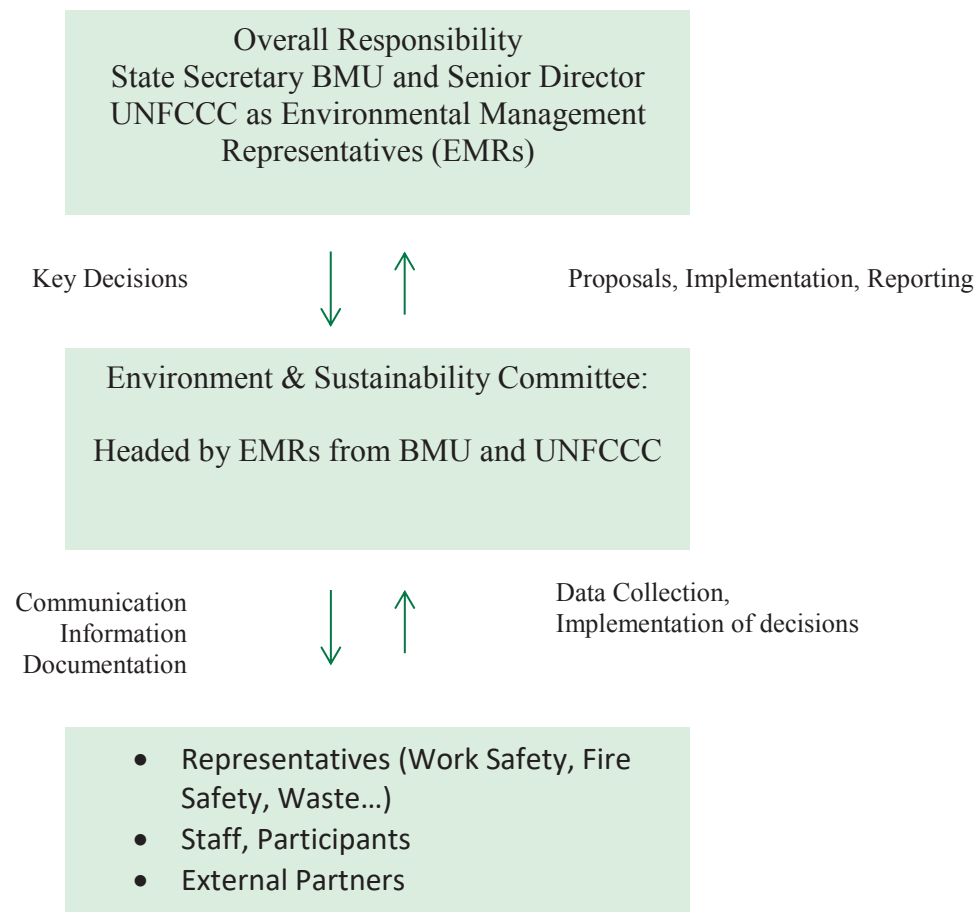 Overall Responsibility
State Secretary BMU and Senior Director
UNFCCC as Environmental Management
Representatives (EMRs)
Key Decisions
Proposals, Implementation, Reporting
Environment & Sustainability Committee:
Headed by EMRs from BMU and UNFCCC
Communication
Information
Documentation
Data Collection,
Implementation of decisions
• Representatives (Work Safety, Fire
Safety, Waste…)
• Staff, Participants
• External Partners